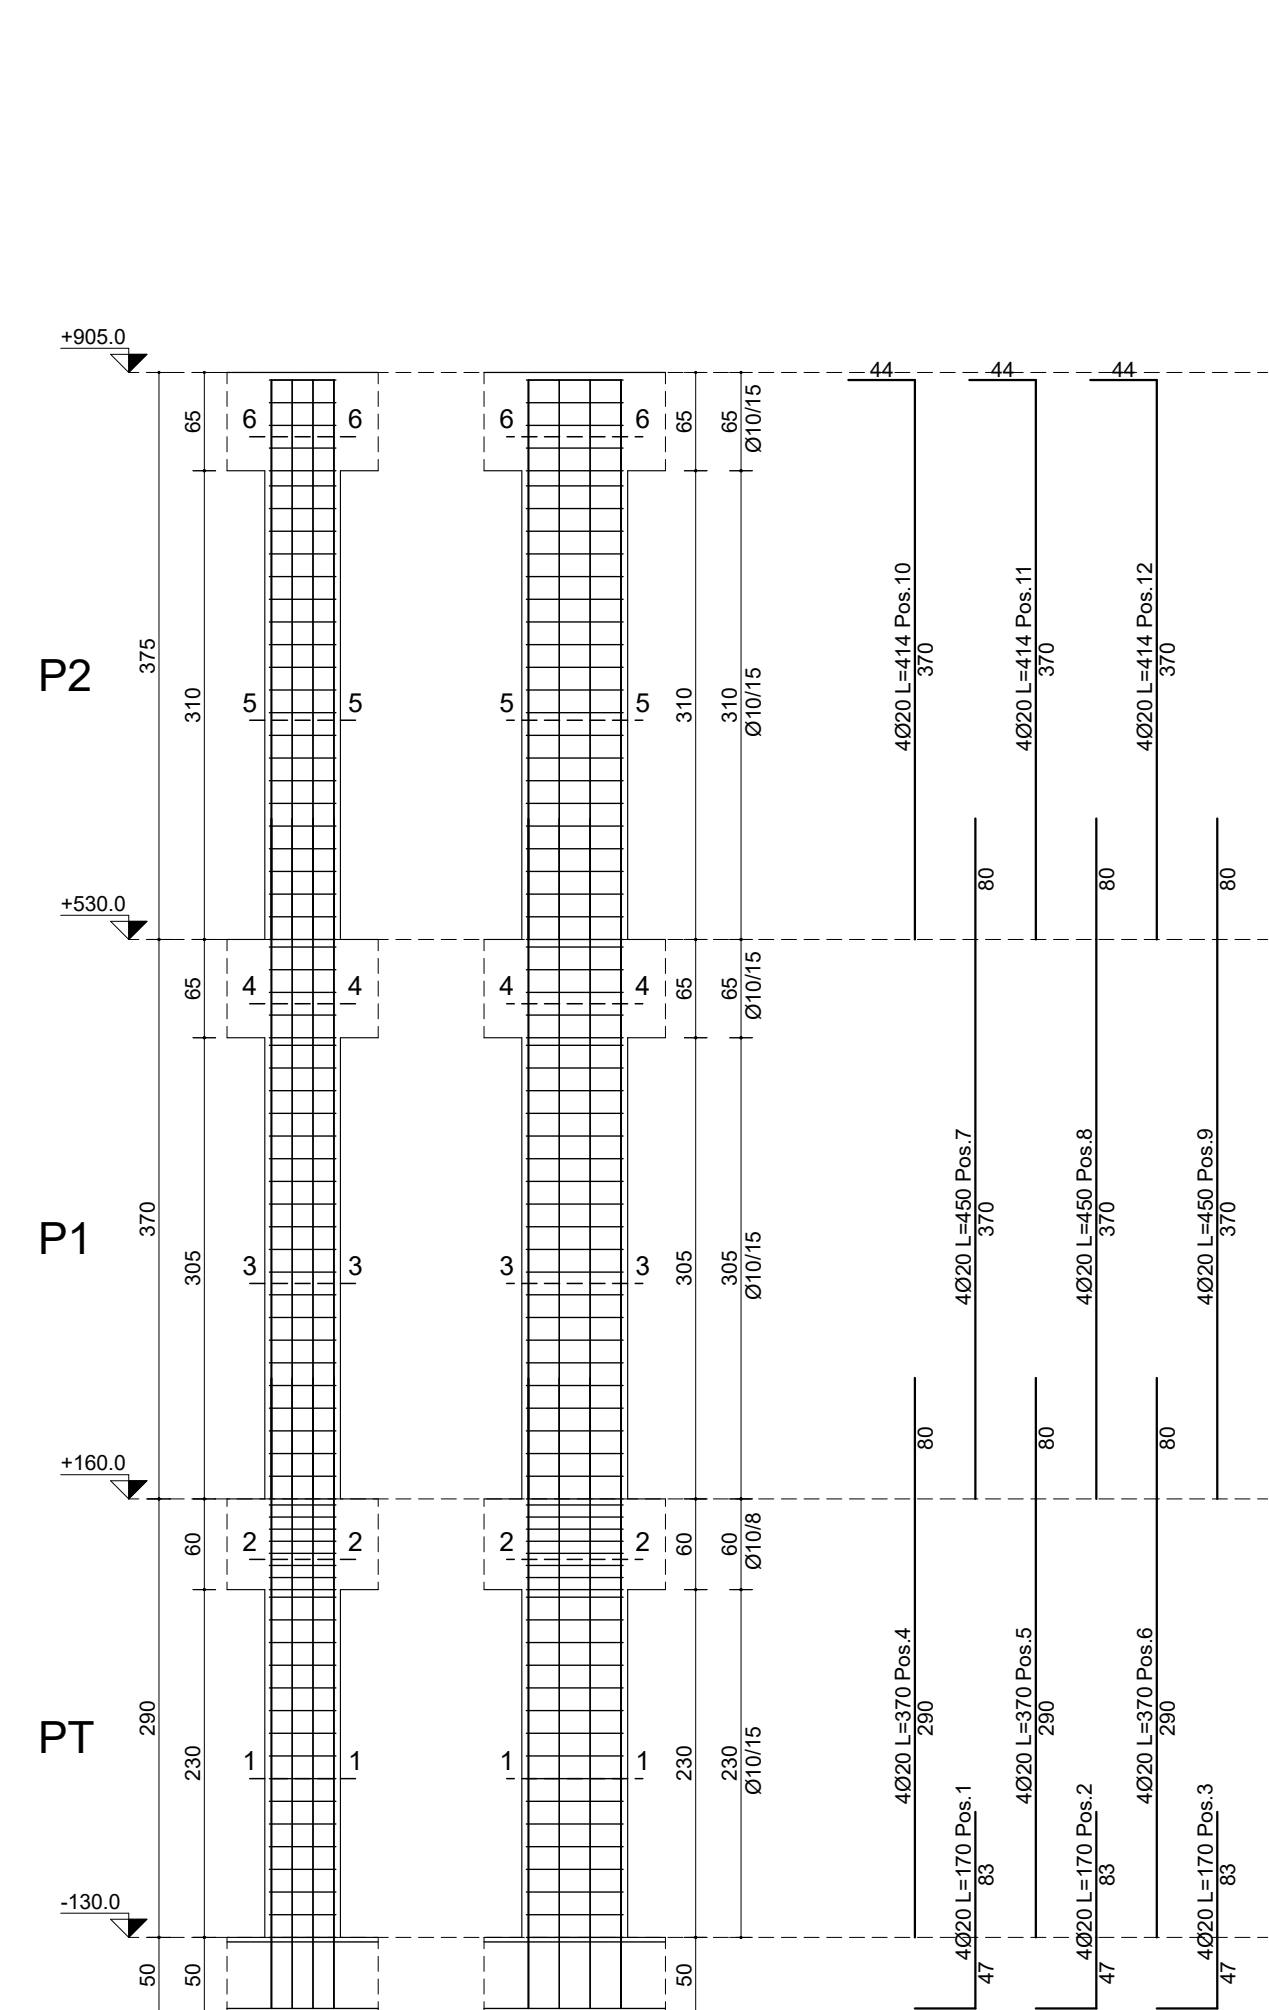 +905.0
44 44 44
65 6 6 6 6 65 65 Ø10/15
P2 375 310 5 5 5 5 310 310 Ø10/15
4Ø20 L=414 Pos.10 370
4Ø20 L=414 Pos.11 370
4Ø20 L=414 Pos.12 370
80 80 80
+530.0
65 4 4 4 4 65 65 Ø10/15
P1 370 305 3 3 3 3 305 305 Ø10/15
4Ø20 L=450 Pos.7 370
4Ø20 L=450 Pos.8 370
4Ø20 L=450 Pos.9 370
80 80 80
+160.0
60 2 2 2 2 60 60 Ø10/8
PT 290 230 1 1 1 1 230 230 Ø10/15
4Ø20 L=370 Pos.4 290
4Ø20 L=370 Pos.5 290
4Ø20 L=370 Pos.6 290
4Ø20 L=170 Pos.1 83
4Ø20 L=170 Pos.2 83
4Ø20 L=170 Pos.3 83
-130.0
50 50 50 47 47 47